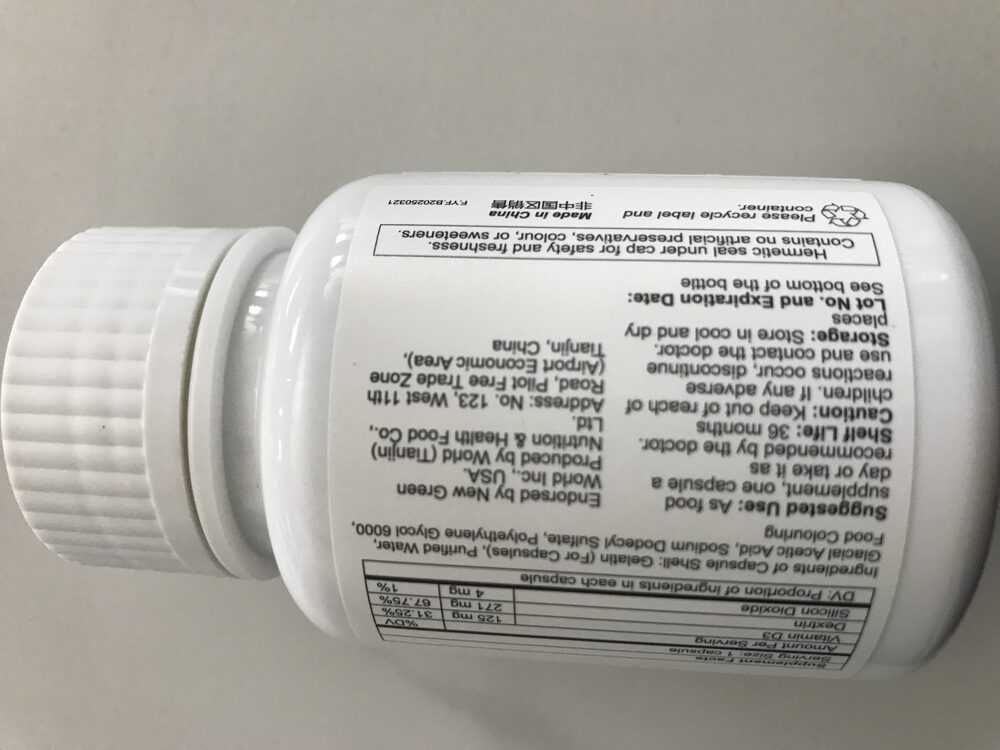 Supplement Facts
Serving Size: 1 capsule
Amount Per Serving %DV
Vitamin D3 125 mg 31.25%
Dextrin 271 mg 67.75%
Silicon Dioxide 4 mg 1%
DV: Proportion of ingredients in each capsule
Ingredients of Capsule Shell: Gelatin (For Capsules), Purified Water,
Glacial Acetic Acid, Sodium Dodecyl Sulfate, Polyethylene Glycol 6000,
Food Colouring
Suggested Use: As food
supplement, one capsule a
day or take it as
recommended by the doctor.
Shelf Life: 36 months
Caution: Keep out of reach of
children. If any adverse
reactions occur, discontinue
use and contact the doctor.
Storage: Store in cool and dry
places
Lot No. and Expiration Date:
See bottom of the bottle
Endorsed by New Green
World Inc., USA.
Produced by World (Tianjin)
Nutrition & Health Food Co.,
Ltd.
Address: No. 123, West 11th
Road, Pilot Free Trade Zone
(Airport Economic Area),
Tianjin, China
Hermetic seal under cap for safety and freshness.
Contains no artificial preservatives, colour, or sweeteners.
Please recycle label and
container.
Made in China
非中国区销售
F.YF.B20250321